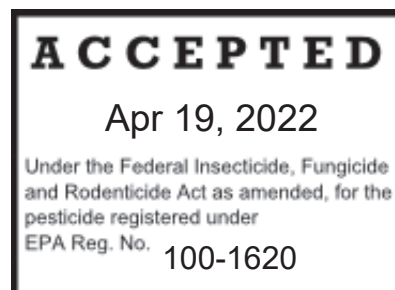 ACCEPTED
Apr 19, 2022
Under the Federal Insecticide, Fungicide
and Rodenticide Act as amended, for the
pesticide registered under
EPA Reg. No. 100-1620